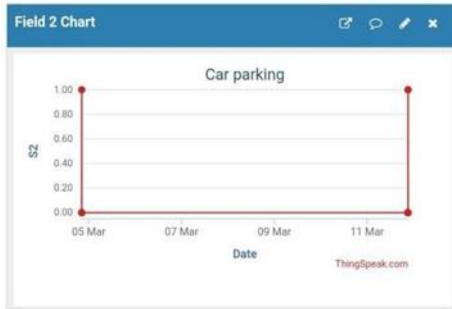 Field 2 Chart
Car parking
1.00
0.80
0.60
0.40
0.20
0.00
S2
05 Mar 07 Mar 09 Mar 11 Mar
Date
ThingSpeak.com